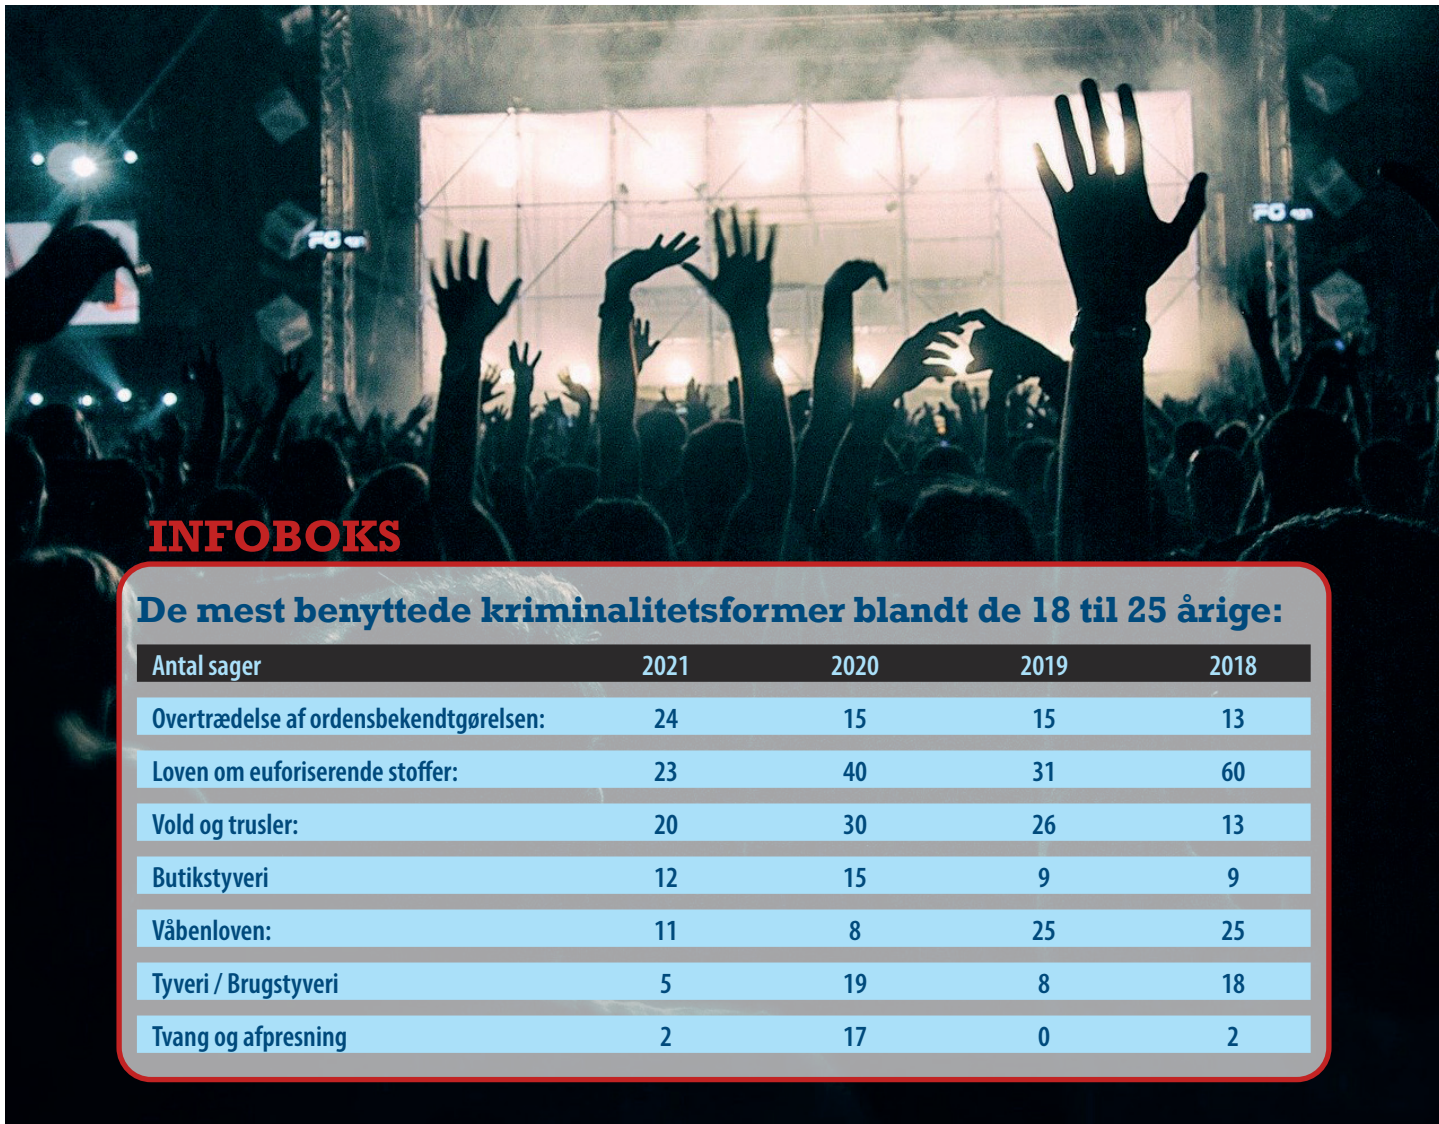 FG
FG
INFOBOKS
De mest benyttede kriminalitetsformer blandt de 18 til 25 årige:
Antal sager 2021 2020 2019 2018
Overtrædelse af ordensbekendtgørelsen: 24 15 15 13
Loven om euforiserende stoffer: 23 40 31 60
Vold og trusler: 20 30 26 13
Butikstyveri 12 15 9 9
Våbenloven: 11 8 25 25
Tyveri / Brugstyveri 5 19 8 18
Tvang og afpresning 2 17 0 2